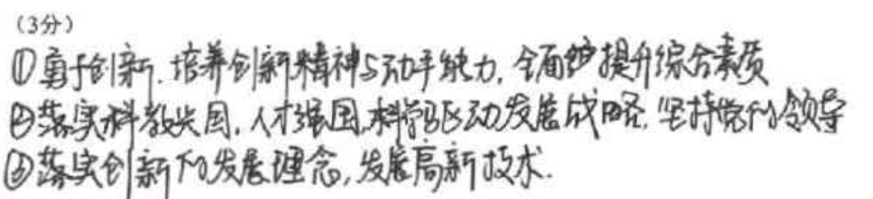 （3分）
①勇于创新.培养创新精神与动手能力,全面提升综合素质
②落实科教兴国,人才强国,科学驱动发展战略.坚持党的领导
③落实创新的发展理念,发展高新技术.